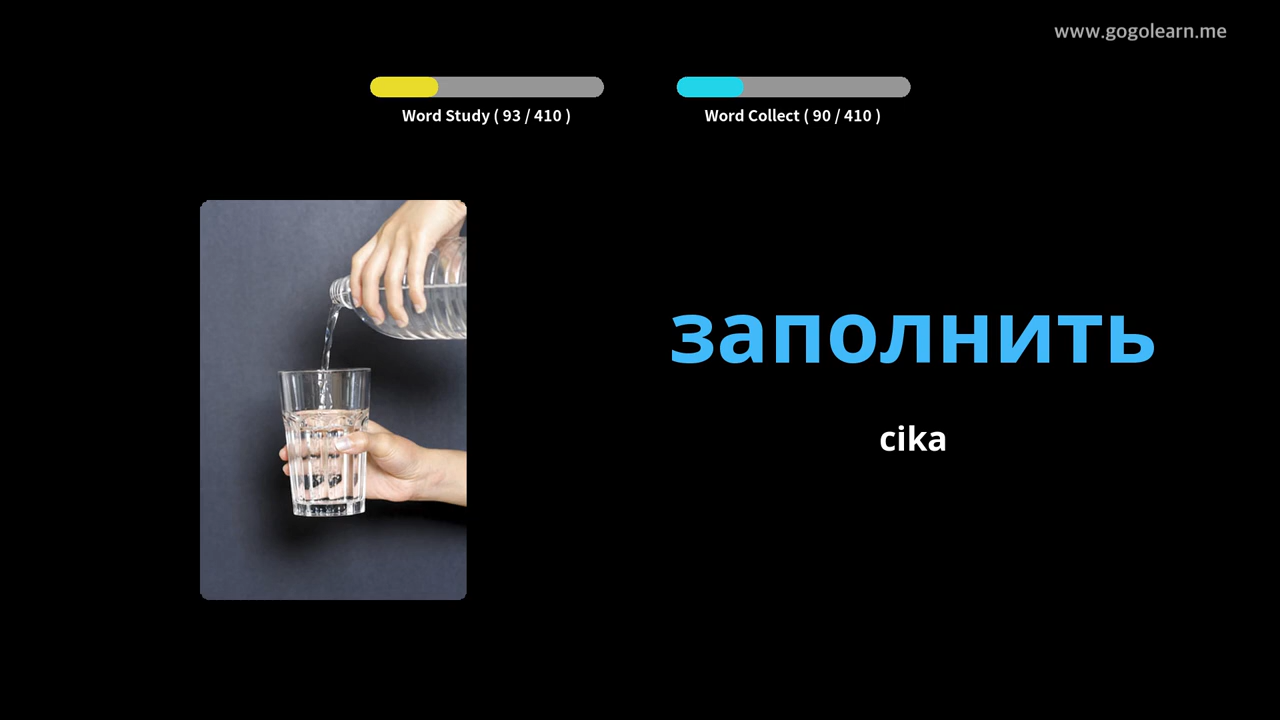 www.gogolearn.me
Word Study ( 93 / 410 )
Word Collect ( 90 / 410 )
заполнить
cika